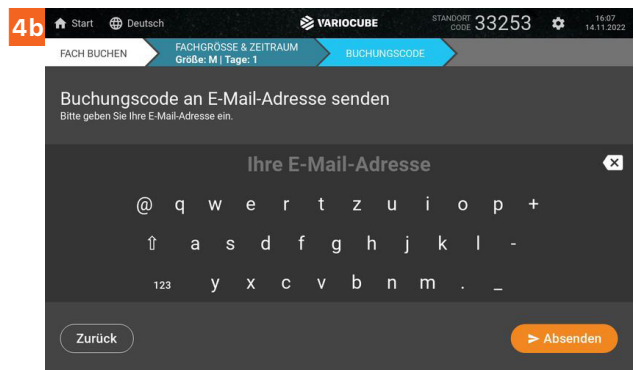 4b
Start Deutsch VARIOCUBE STANDORT CODE 33253 16:07 14.11.2022
FACH BUCHEN
FACHGRÖSSE & ZEITRAUM
Größe: M | Tage: 1
BUCHUNGSCODE
Buchungscode an E-Mail-Adresse senden
Bitte geben Sie Ihre E-Mail-Adresse ein.
Ihre E-Mail-Adresse
@ q w e r t z u i o p +
⇧ a s d f g h j k l -
123 y x c v b n m . _
Zurück
Absenden